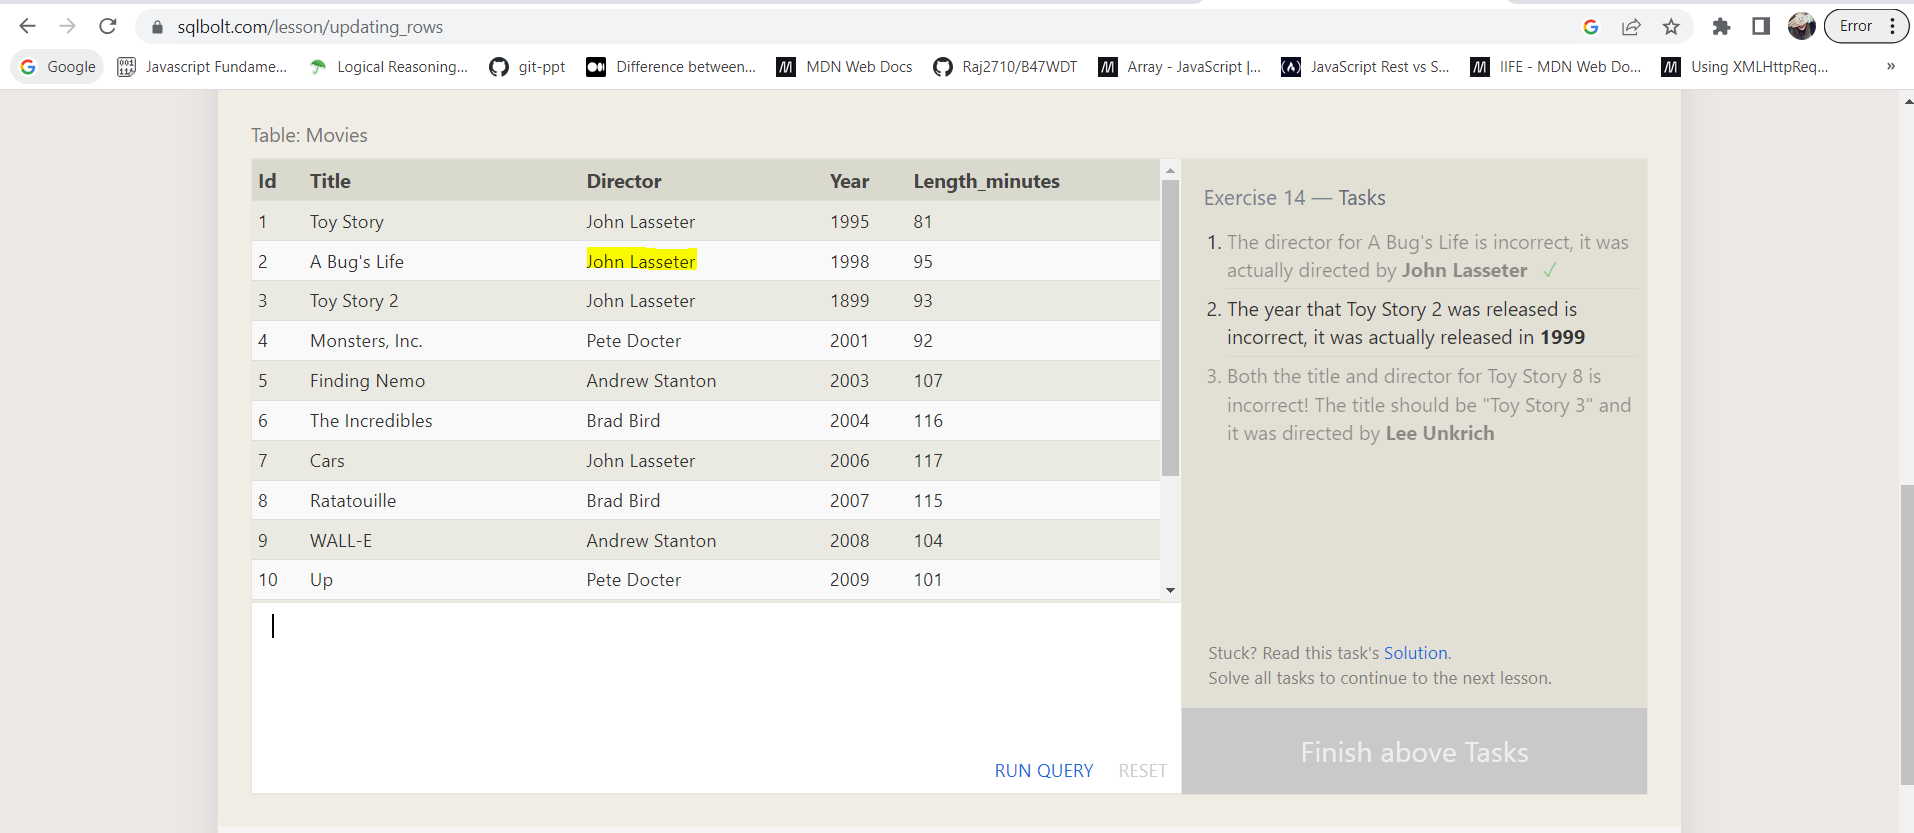 sqlbolt.com/lesson/updating_rows
Error
Google
Javascript Fundame...
Logical Reasoning...
git-ppt
Difference between...
MDN Web Docs
Raj2710/B47WDT
Array - JavaScript |...
JavaScript Rest vs S...
IIFE - MDN Web Do...
Using XMLHttpReq...
»
Table: Movies
Id Title Director Year Length_minutes
1 Toy Story John Lasseter 1995 81
2 A Bug's Life John Lasseter 1998 95
3 Toy Story 2 John Lasseter 1899 93
4 Monsters, Inc. Pete Docter 2001 92
5 Finding Nemo Andrew Stanton 2003 107
6 The Incredibles Brad Bird 2004 116
7 Cars John Lasseter 2006 117
8 Ratatouille Brad Bird 2007 115
9 WALL-E Andrew Stanton 2008 104
10 Up Pete Docter 2009 101
RUN QUERY RESET
Exercise 14 — Tasks
1. The director for A Bug's Life is incorrect, it was
actually directed by John Lasseter ✓
2. The year that Toy Story 2 was released is
incorrect, it was actually released in 1999
3. Both the title and director for Toy Story 8 is
incorrect! The title should be "Toy Story 3" and
it was directed by Lee Unkrich
Stuck? Read this task's Solution.
Solve all tasks to continue to the next lesson.
Finish above Tasks